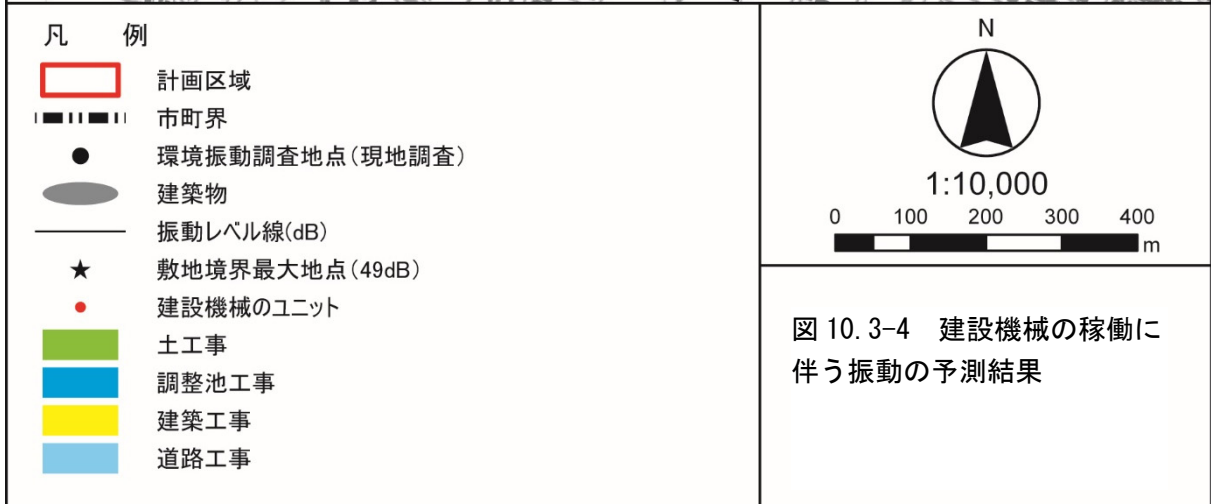 凡 例
計画区域
市町界
環境振動調査地点(現地調査)
建築物
振動レベル線(dB)
敷地境界最大地点(49dB)
建設機械のユニット
土工事
調整池工事
建築工事
道路工事
N
1:10,000
0 100 200 300 400
m
図 10.3-4 建設機械の稼働に
伴う振動の予測結果